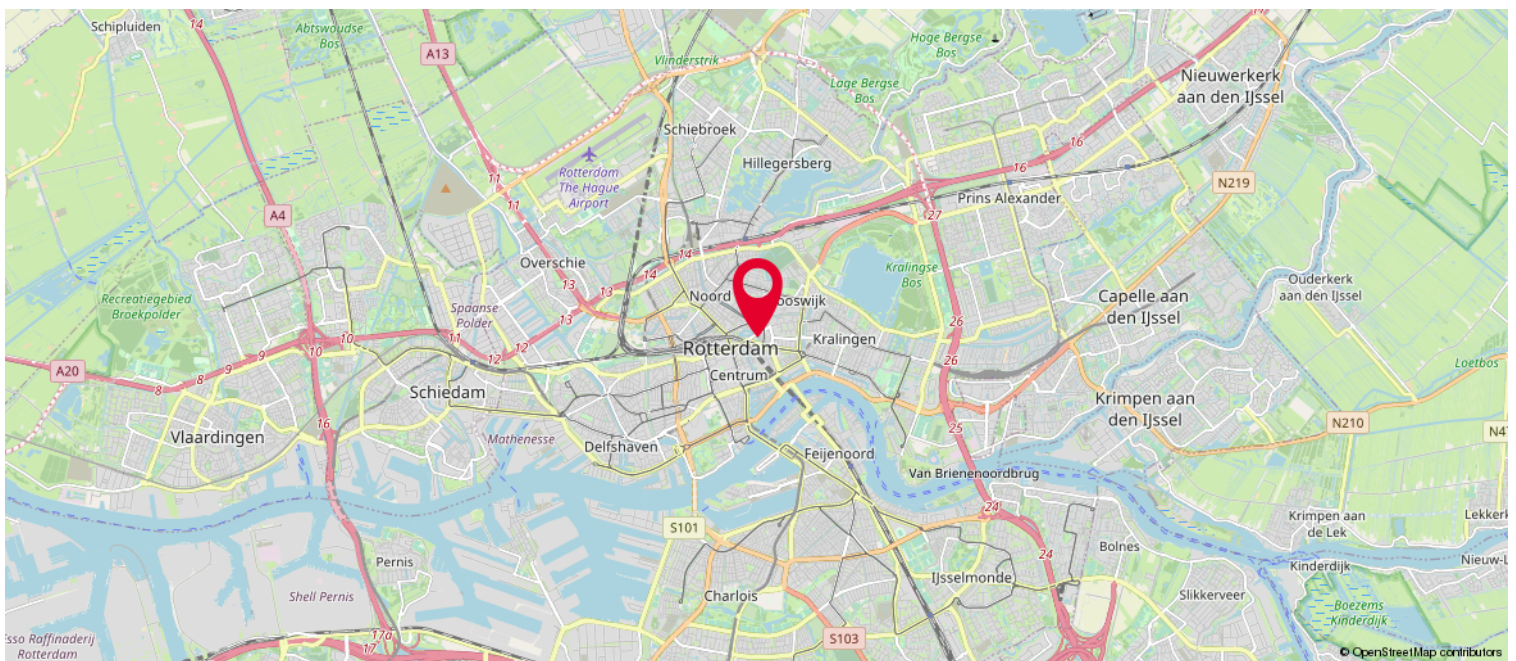 Schipluiden
14
Abtswoudse
Bos
A13
Vlinderstrik
Hoge Bergse
Bos
Lage Bergse
Bos
Nieuwerkerk
aan den IJssel
16
Schiebroek
Hillegersberg
Rotterdam
The Hague
Airport
11
11
16
16
N219
Prins Alexander
27
A4
Overschie
14
14
13
13
13
Kralingse
Bos
Ouderkerk
aan den IJssel
Recreatiegebied
Broekpolder
Spaanse
Polder
Noord
Capelle aan
den IJssel
26
26
Kralingen
Rotterdam
Centrum
10
10
11
12
12
9
9
8
8
A20
Schiedam
Loetbos
Krimpen aan
den IJssel
N210
16
Vlaardingen
Mathenesse
Delfshaven
Feijenoord
25
Van Brienenoordbrug
24
S101
Krimpen aan
de Lek
24
Bolnes
Pernis
Kinderdijk
IJsselmonde
Shell Pernis
Charlois
Slikkerveer
Boezems
Kinderdijk
S103
17a
17
Raffinaderij
Rotterdam
© OpenStreetMap contributors